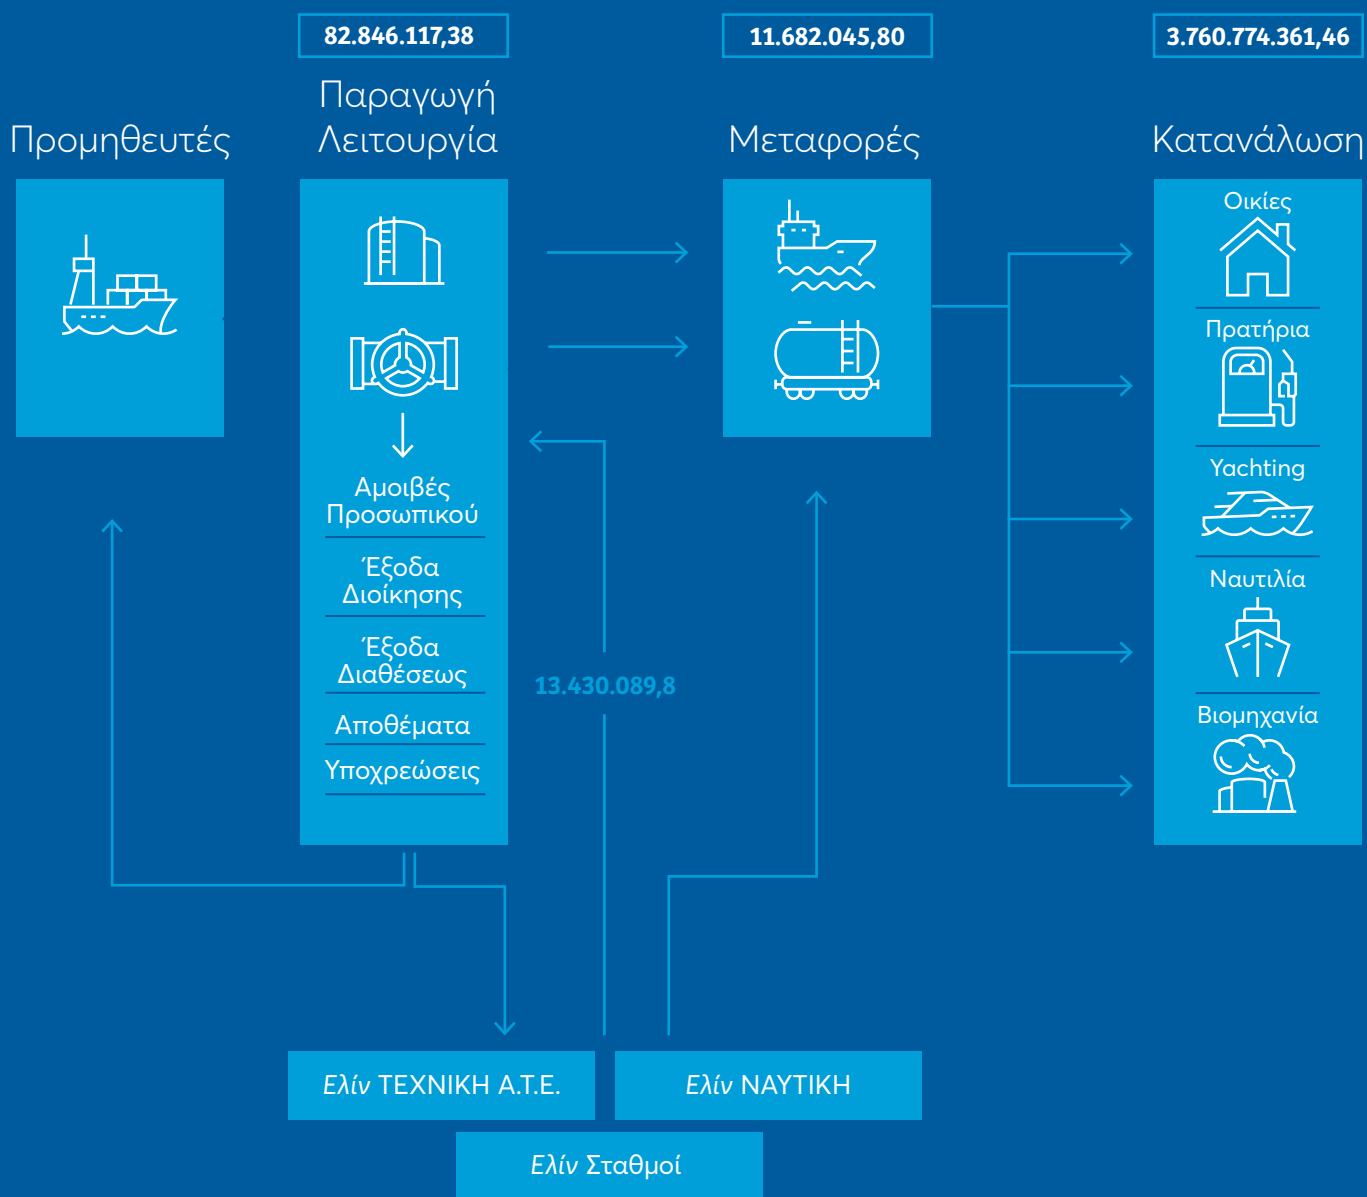 82.846.117,38
11.682.045,80
3.760.774.361,46
Προμηθευτές
Παραγωγή
Λειτουργία
Μεταφορές
Κατανάλωση
Αμοιβές
Προσωπικού
Έξοδα
Διοίκησης
Έξοδα
Διαθέσεως
Αποθέματα
Υποχρεώσεις
13.430.089,8
Οικίες
Πρατήρια
Yachting
Ναυτιλία
Βιομηχανία
Ελίν ΤΕΧΝΙΚΗ Α.Τ.Ε.
Ελίν ΝΑΥΤΙΚΗ
Ελίν Σταθμοί